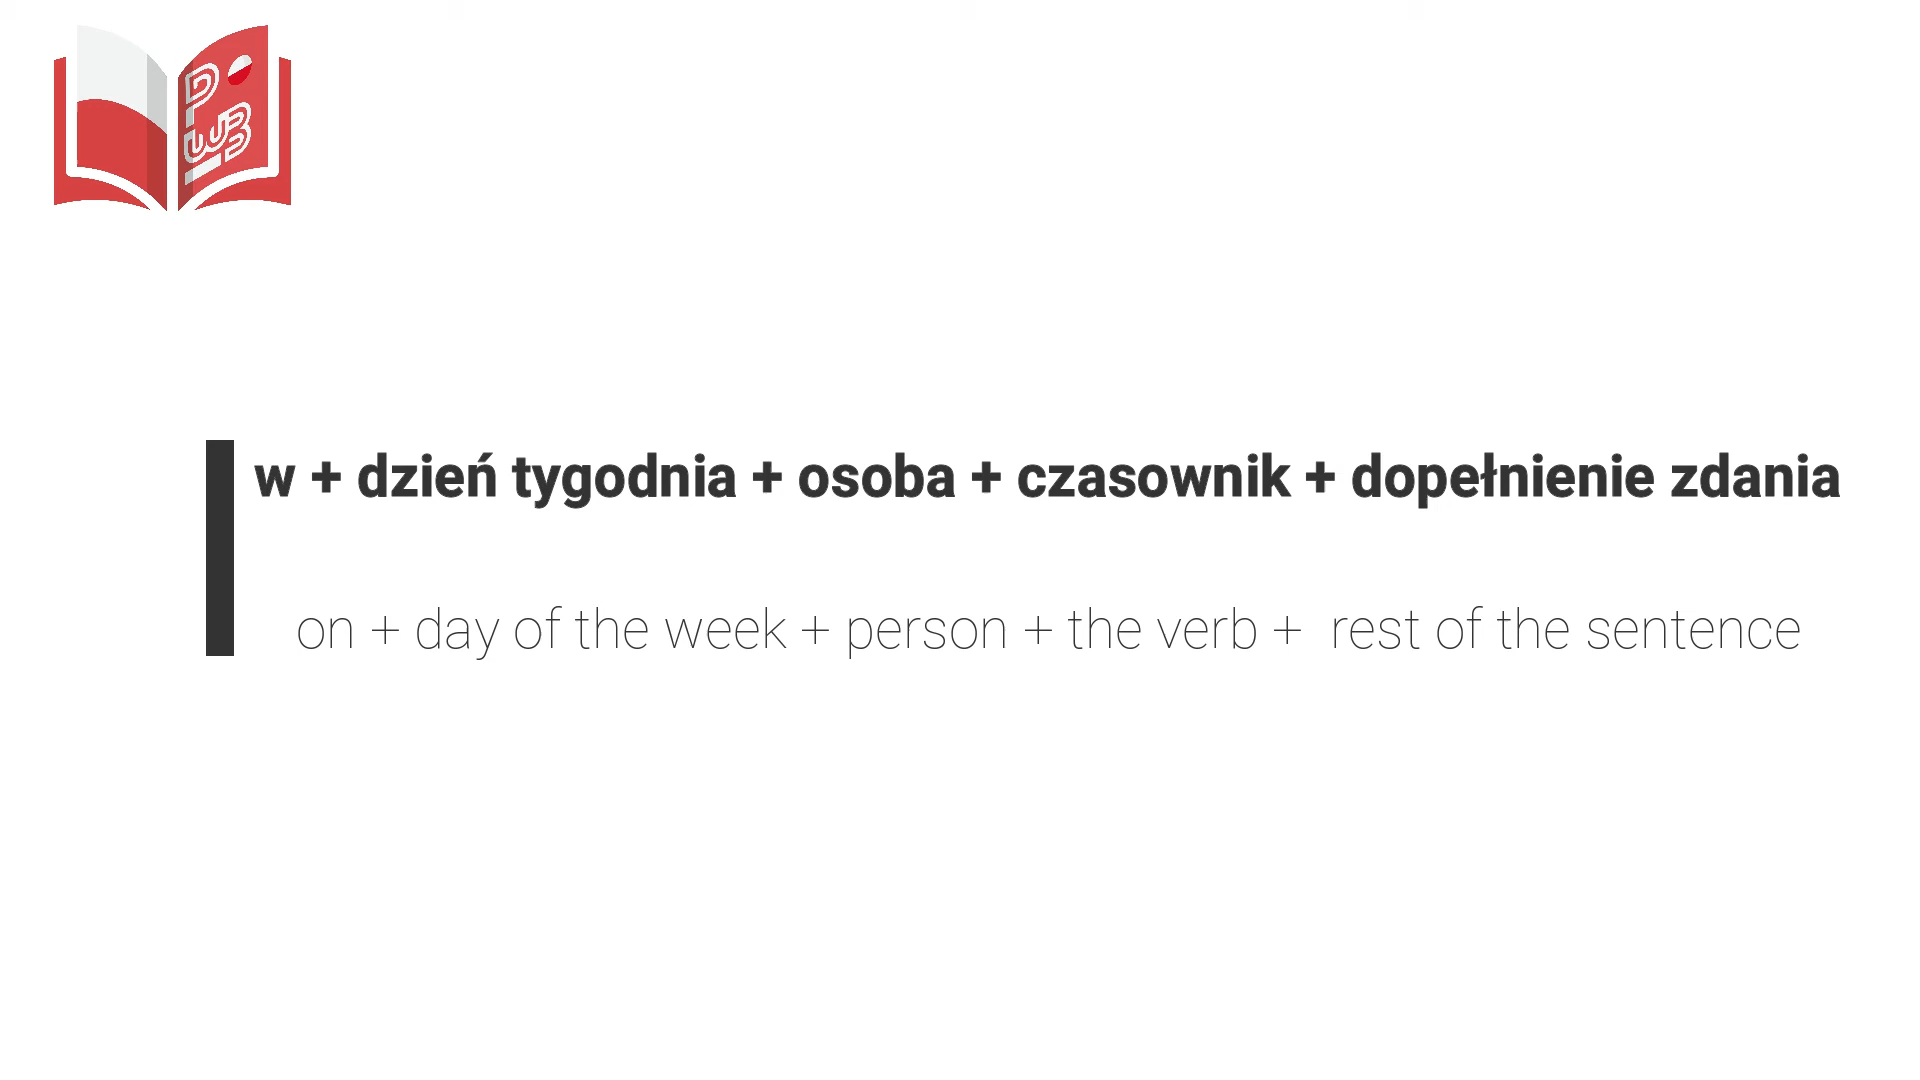 w + dzień tygodnia + osoba + czasownik + dopełnienie zdania
on + day of the week + person + the verb + rest of the sentence